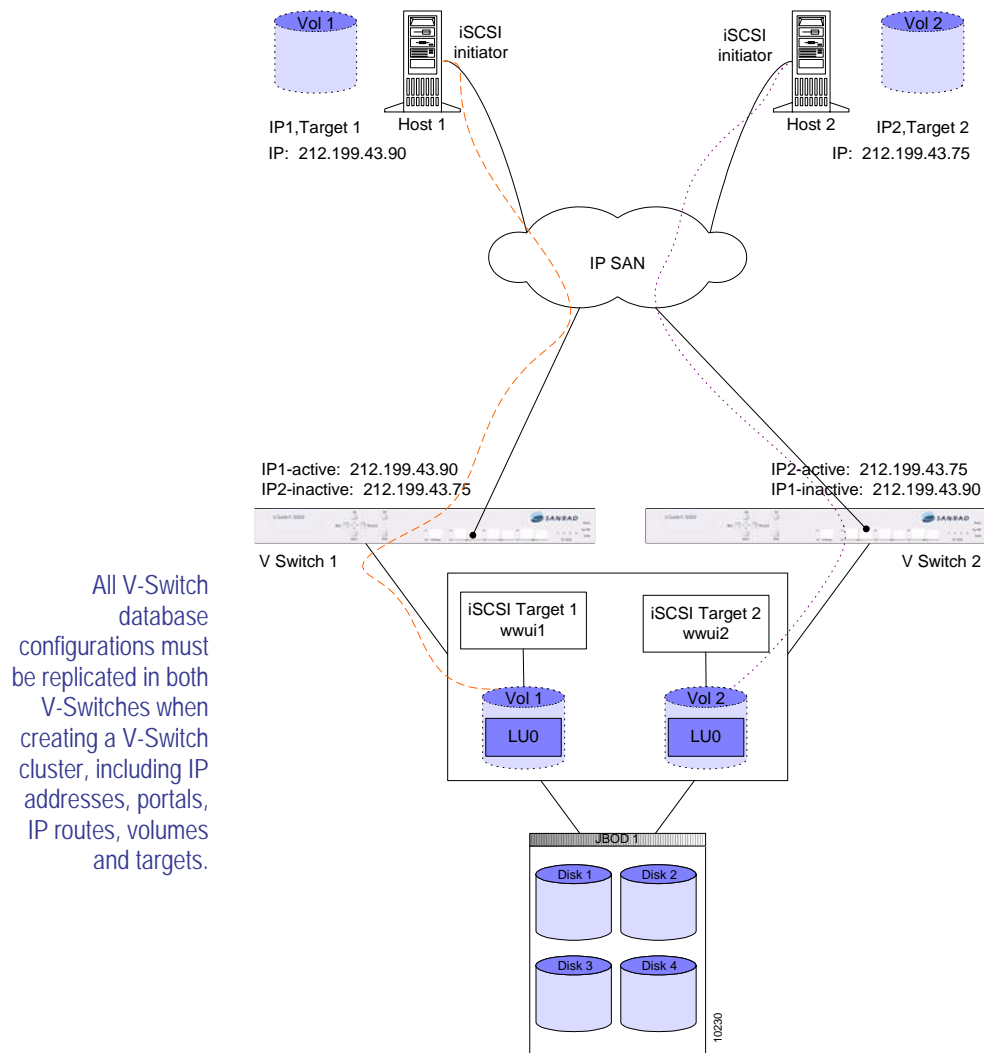 Vol 1
iSCSI
initiator
Host 1
IP1,Target 1
IP: 212.199.43.90
iSCSI
initiator
Vol 2
Host 2
IP2,Target 2
IP: 212.199.43.75
IP SAN
IP1-active: 212.199.43.90
IP2-inactive: 212.199.43.75
IP2-active: 212.199.43.75
IP1-inactive: 212.199.43.90
SANRAD
SANRAD
V Switch 1
V Switch 2
All V-Switch
database
configurations must
be replicated in both
V-Switches when
creating a V-Switch
cluster, including IP
addresses, portals,
IP routes, volumes
and targets.
iSCSI Target 1
wwui1
iSCSI Target 2
wwui2
Vol 1
LU0
Vol 2
LU0
JBOD 1
Disk 1
Disk 2
Disk 3
Disk 4
10230